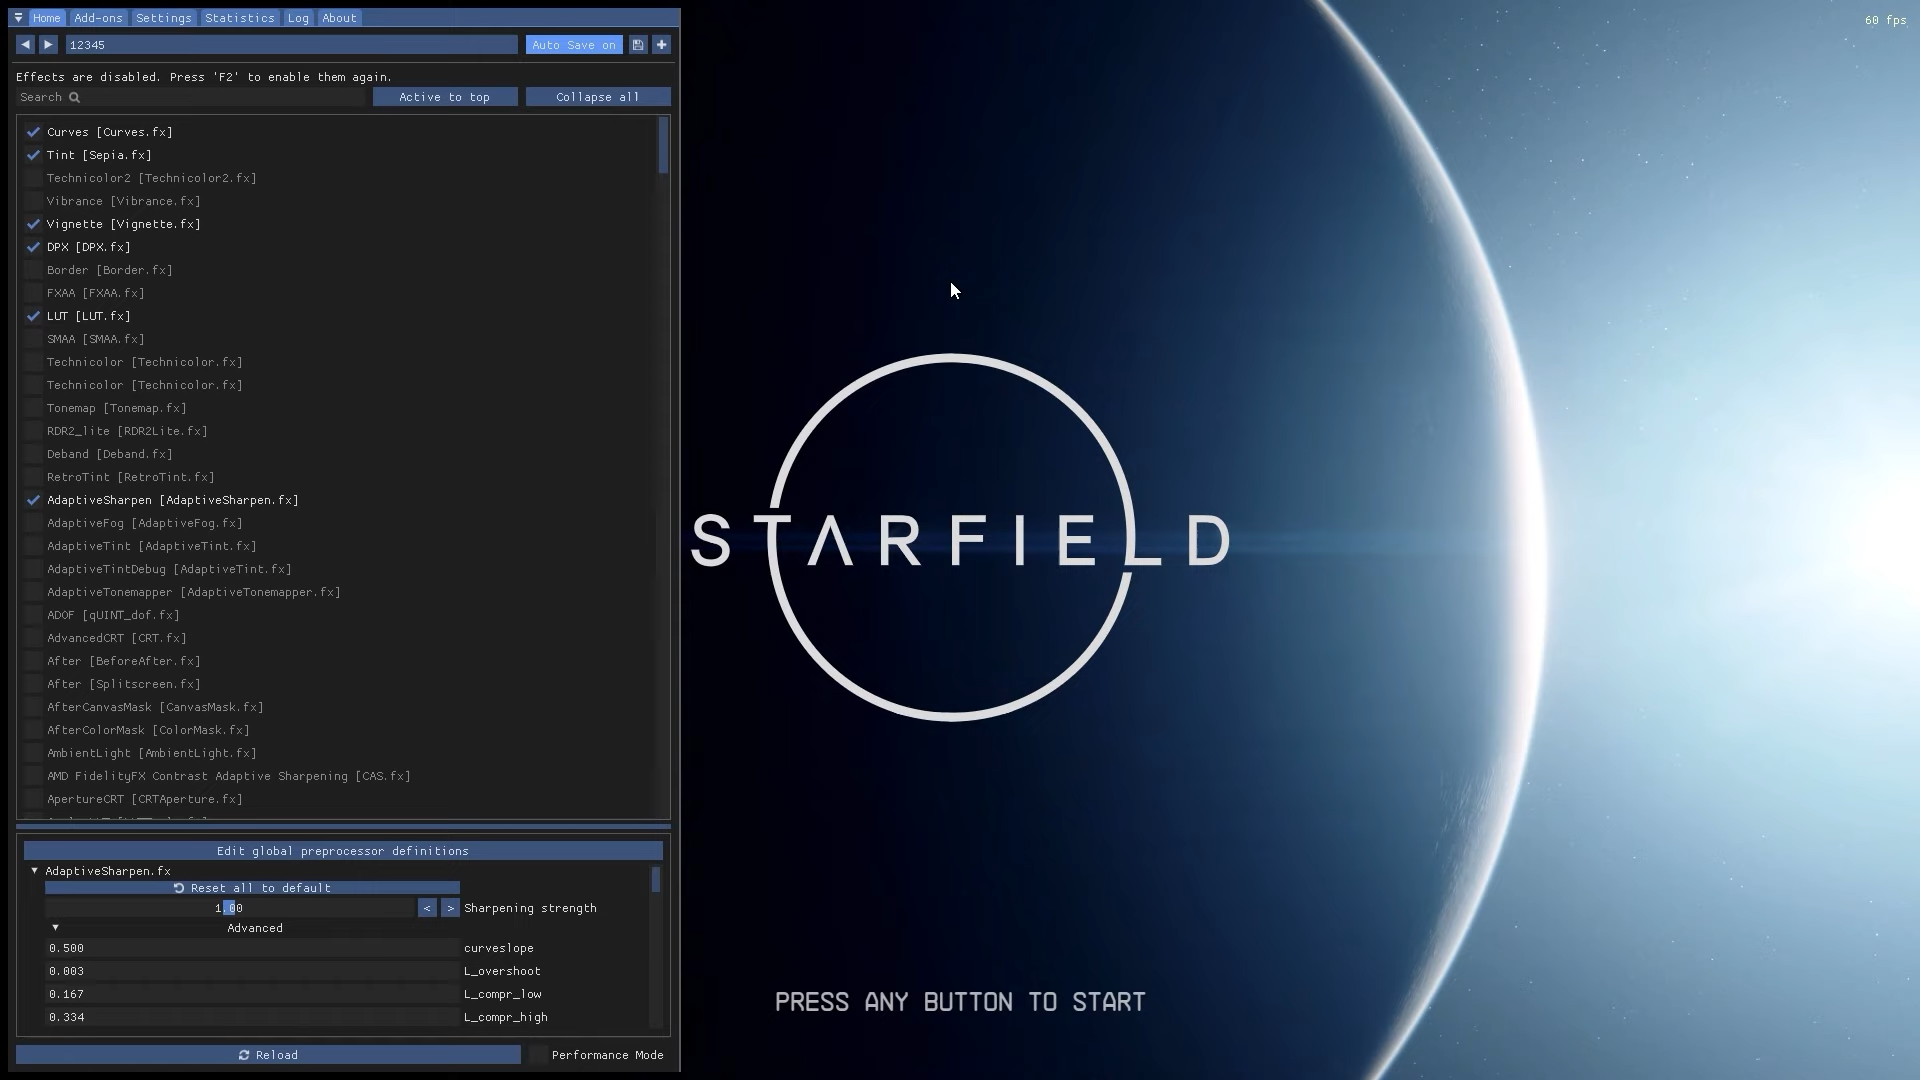 Home Add-ons Settings Statistics Log About
60 fps
12345 Auto Save on
Effects are disabled. Press 'F2' to enable them again.
Search Active to top Collapse all
Curves [Curves.fx]
Tint [Sepia.fx]
Technicolor2 [Technicolor2.fx]
Vibrance [Vibrance.fx]
Vignette [Vignette.fx]
DPX [DPX.fx]
Border [Border.fx]
FXAA [FXAA.fx]
LUT [LUT.fx]
SMAA [SMAA.fx]
Technicolor [Technicolor.fx]
Technicolor [Technicolor.fx]
Tonemap [Tonemap.fx]
RDR2_lite [RDR2Lite.fx]
Deband [Deband.fx]
RetroTint [RetroTint.fx]
AdaptiveSharpen [AdaptiveSharpen.fx]
AdaptiveFog [AdaptiveFog.fx]
AdaptiveTint [AdaptiveTint.fx]
AdaptiveTintDebug [AdaptiveTint.fx]
AdaptiveTonemapper [AdaptiveTonemapper.fx]
ADOF [qUINT_dof.fx]
AdvancedCRT [CRT.fx]
After [BeforeAfter.fx]
After [Splitscreen.fx]
AfterCanvasMask [CanvasMask.fx]
AfterColorMask [ColorMask.fx]
AmbientLight [AmbientLight.fx]
AMD FidelityFX Contrast Adaptive Sharpening [CAS.fx]
ApertureCRT [CRTAperture.fx]
Edit global preprocessor definitions
AdaptiveSharpen.fx
Reset all to default
1.00 < > Sharpening strength
Advanced
0.500 curveslope
0.003 L_overshoot
0.167 L_compr_low
0.334 L_compr_high
Reload Performance Mode
STARFIELD
PRESS ANY BUTTON TO START